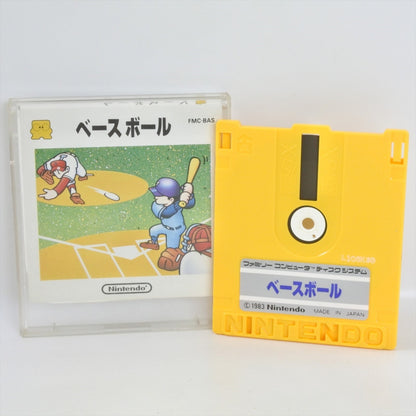 FMC-BAS
ベースボール
Nintendo
ファミリー コンピュータ ディスク システム
ベースボール
©1983 MADE IN JAPAN
NINTENDO